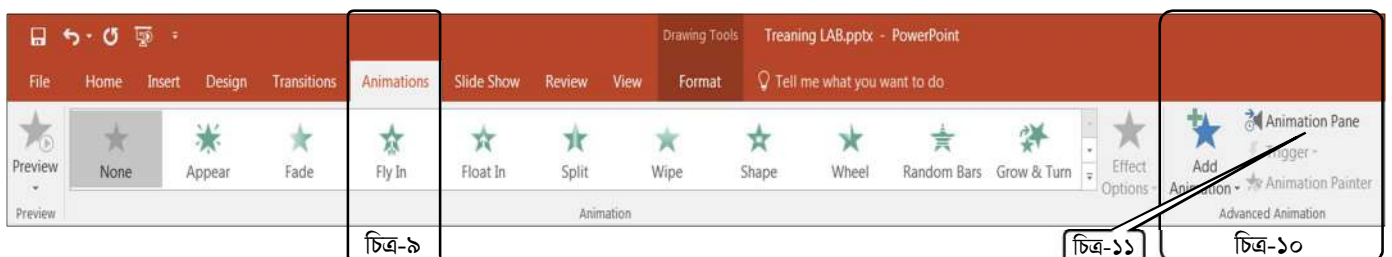 Drawing Tools Treaning LAB.pptx - PowerPoint
File Home Insert Design Transitions Animations Slide Show Review View Format Tell me what you want to do
Preview None Appear Fade Fly In Float In Split Wipe Shape Wheel Random Bars Grow & Turn Effect Options Add Animation Animation Pane
Trigger
Animation Painter
Preview Animation Advanced Animation
চিত্র-৯ চিত্র-১১ চিত্র-১০